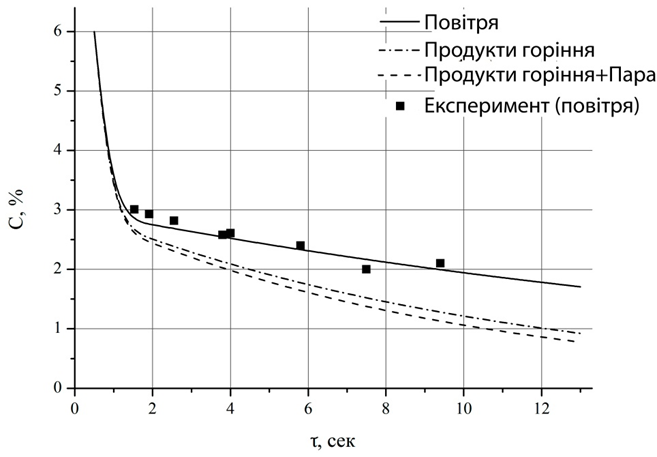 Повітря
Продукти горіння
Продукти горіння+Пара
Експеримент (повітря)
6
5
4
3
2
1
0
C, %
0 2 4 6 8 10 12
τ, сек